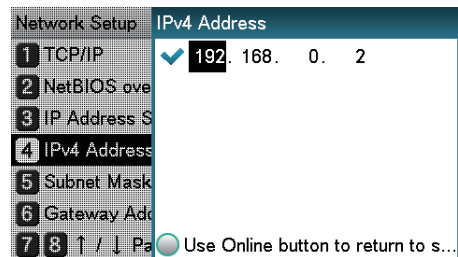 Network Setup
1 TCP/IP
2 NetBIOS ove
3 IP Address S
4 IPv4 Address
5 Subnet Mask
6 Gateway Add
7 8 ↑ / ↓ Pa
IPv4 Address
192. 168. 0. 2
Use Online button to return to s...